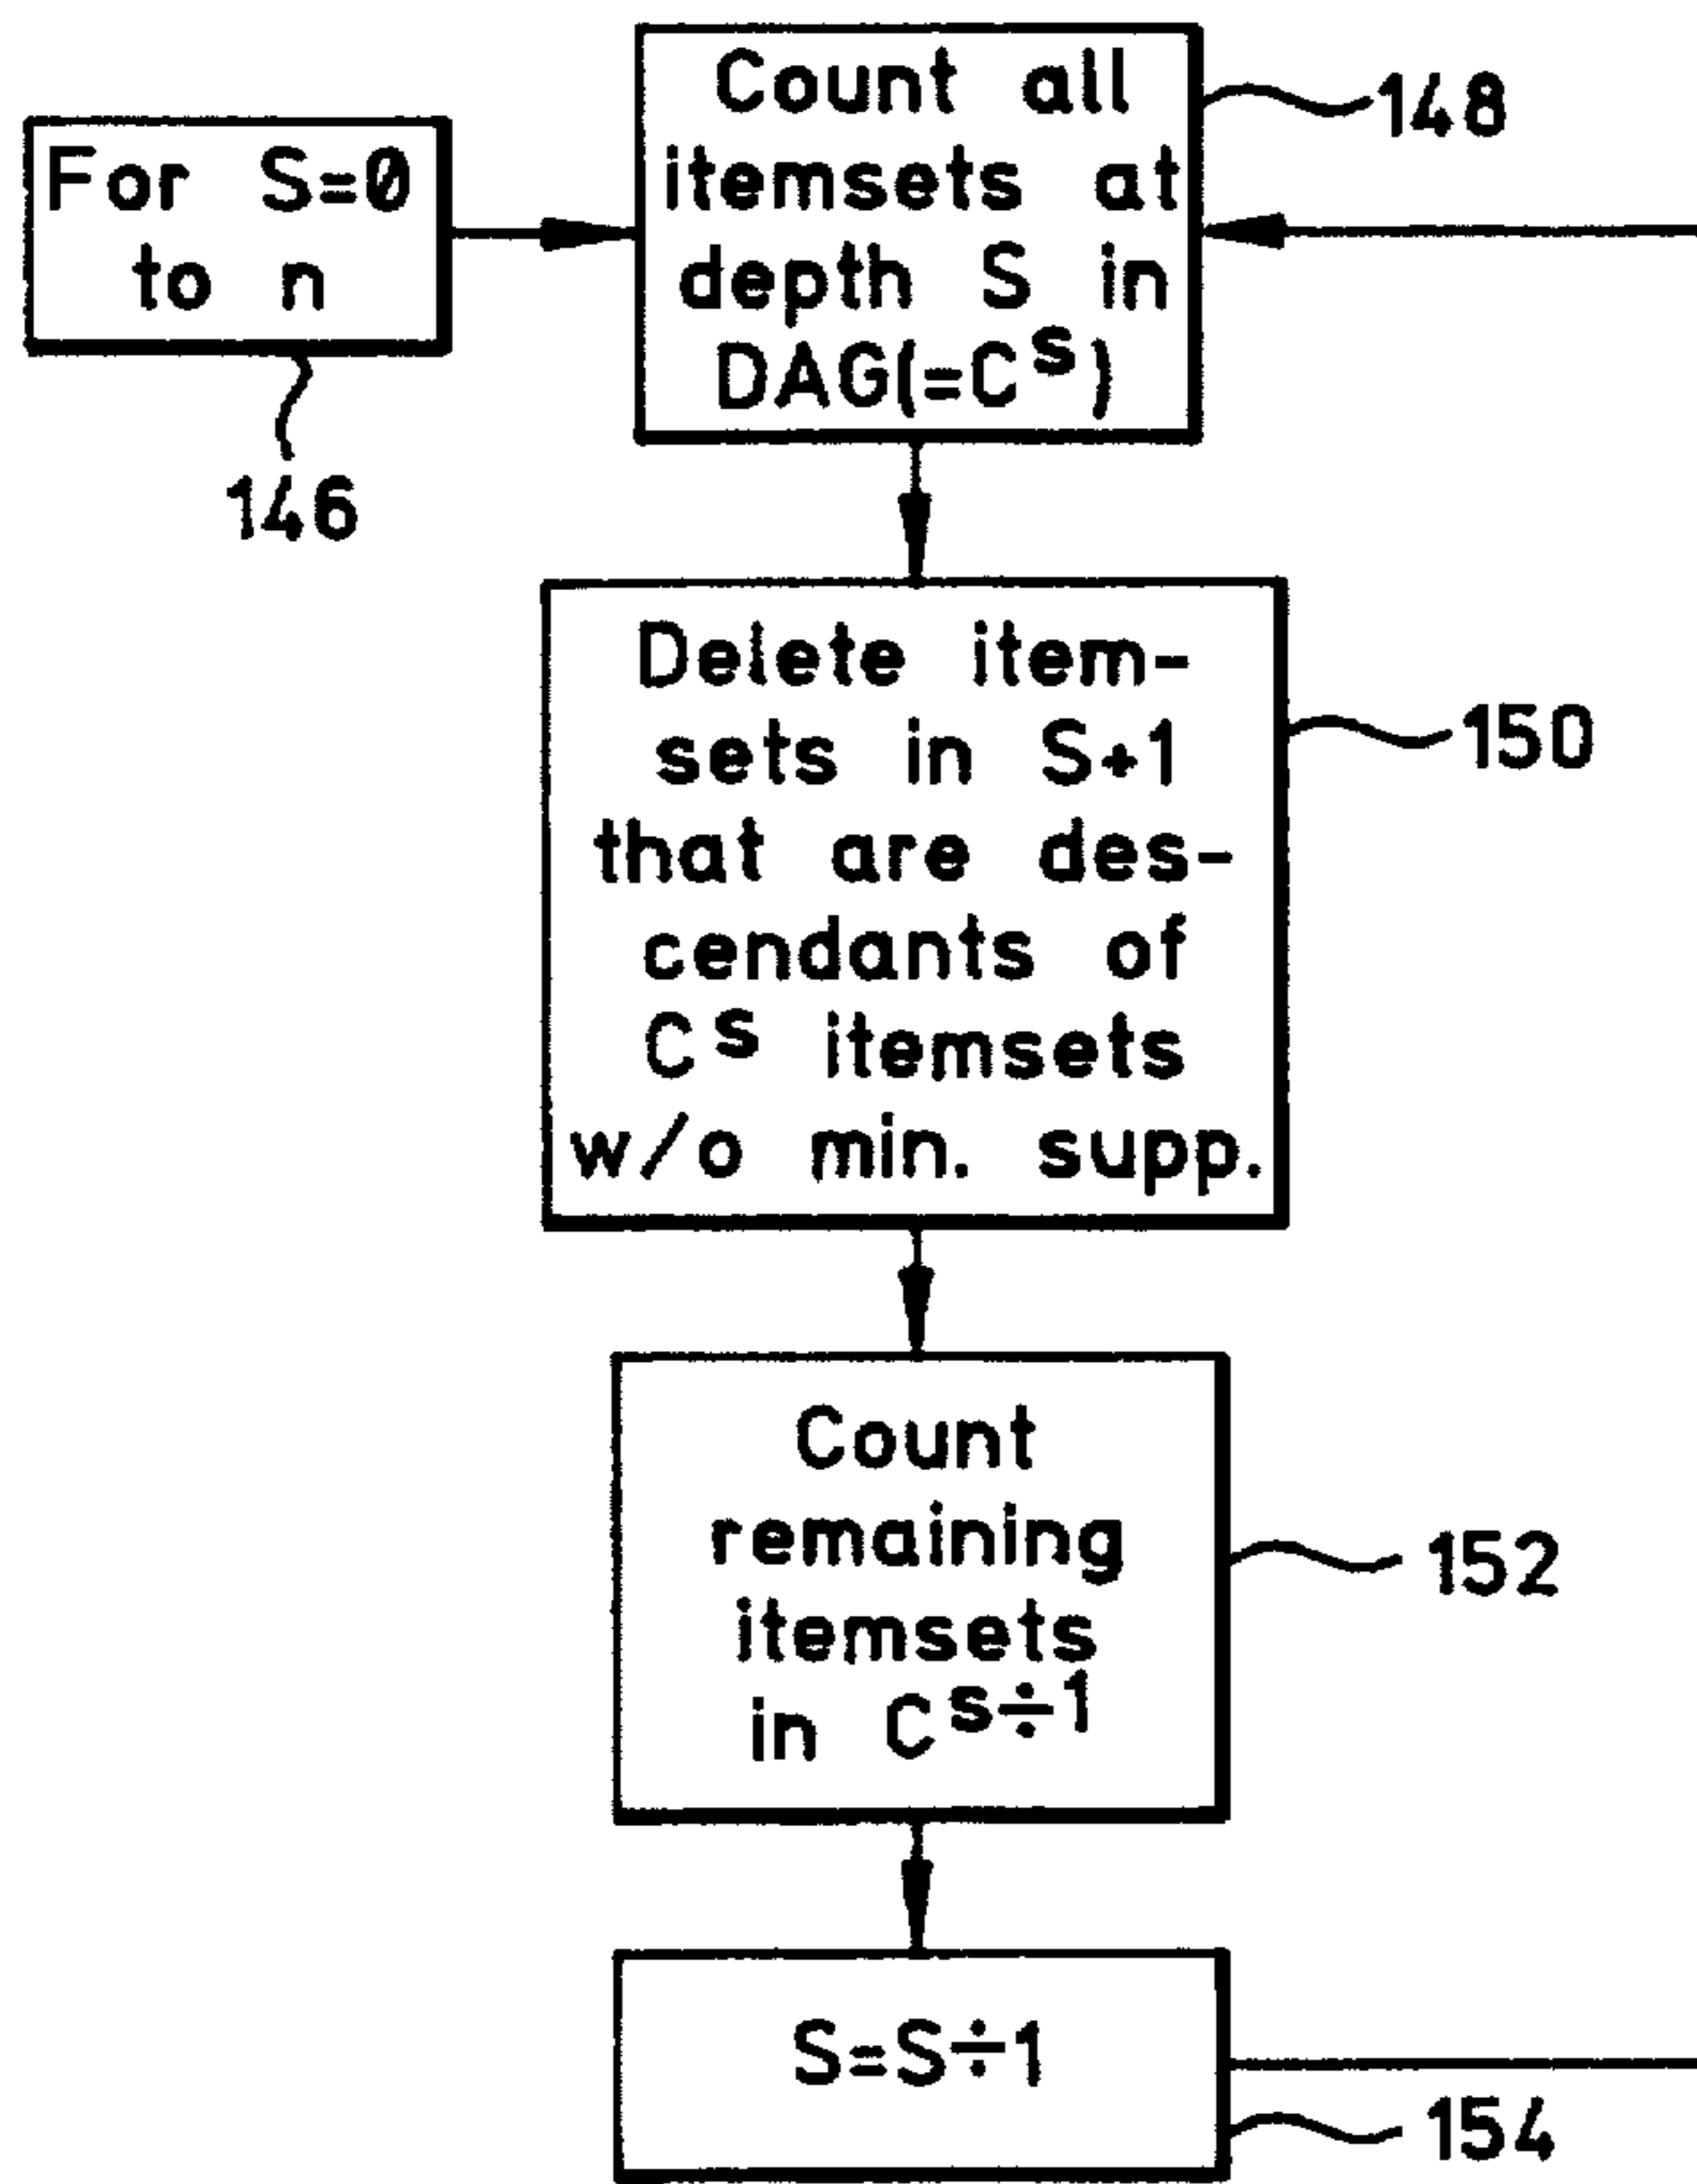 For S=0
to n
146
Count all
itemsets at
depth S in
DAG(=C^s)
148
Delete item-
sets in S+1
that are des-
cendants of
C^s itemsets
w/o min. supp.
150
Count
remaining
itemsets
in C^s÷1
152
S=S÷1
154